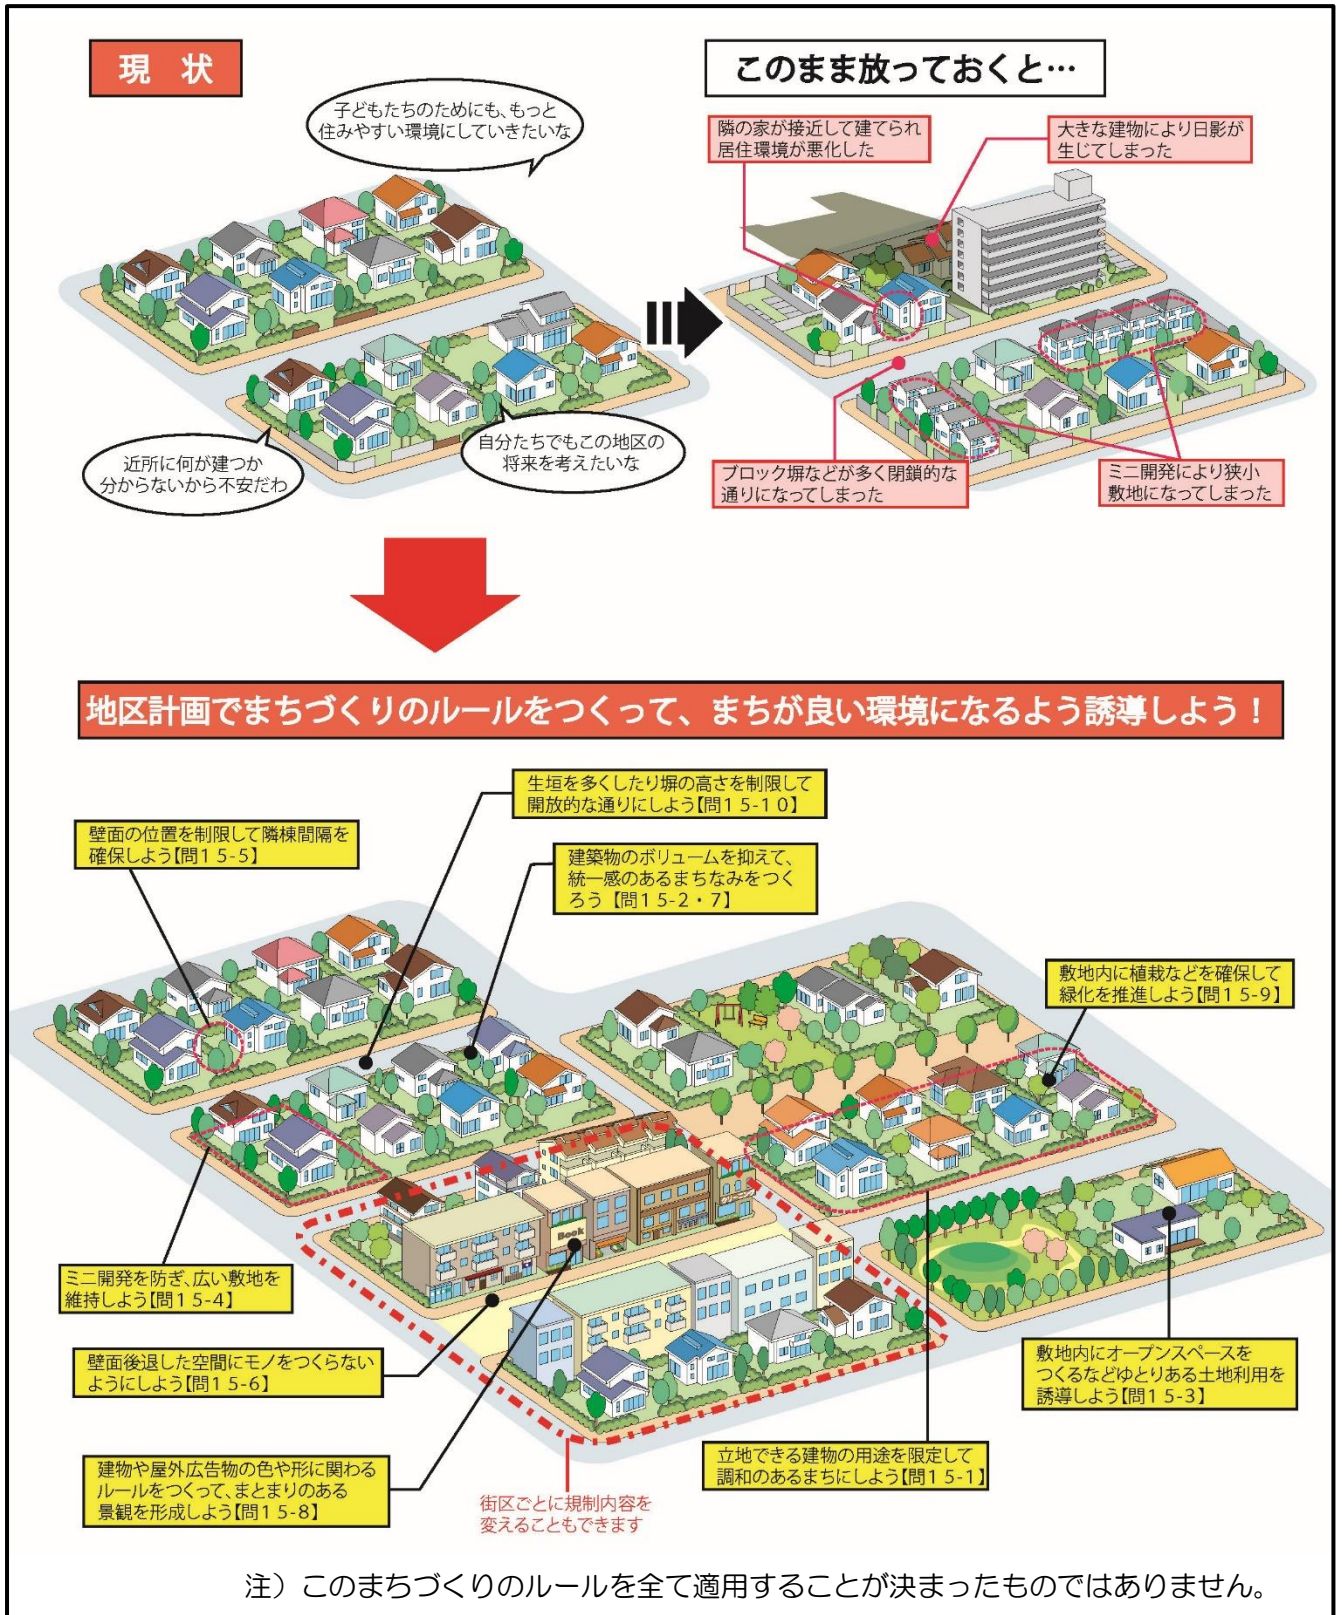 現 状
このまま放っておくと…
子どもたちのためにも、もっと
住みやすい環境にしていきたいな
隣の家が接近して建てられ
居住環境が悪化した
大きな建物により日影が
生じてしまった
近所に何が建つか
分からないから不安だわ
自分たちでもこの地区の
将来を考えたいな
ブロック塀などが多く閉鎖的な
通りになってしまった
ミニ開発により狭小
敷地になってしまった
地区計画でまちづくりのルールをつくって、まちが良い環境になるよう誘導しよう！
生垣を多くしたり塀の高さを制限して
開放的な通りにしよう【問15-10】
壁面の位置を制限して隣棟間隔を
確保しよう【問15-5】
建築物のボリュームを抑えて、
統一感のあるまちなみをつく
ろう【問15-2・7】
敷地内に植栽などを確保して
緑化を推進しよう【問15-9】
Book
ミニ開発を防ぎ、広い敷地を
維持しよう【問15-4】
壁面後退した空間にモノをつくらない
ようにしよう【問15-6】
敷地内にオープンスペースを
つくるなどゆとりある土地利用を
誘導しよう【問15-3】
立地できる建物の用途を限定して
調和のあるまちにしよう【問15-1】
建物や屋外広告物の色や形に関わる
ルールをつくって、まとまりのある
景観を形成しよう【問15-8】
街区ごとに規制内容を
変えることもできます
注）このまちづくりのルールを全て適用することが決まったものではありません。